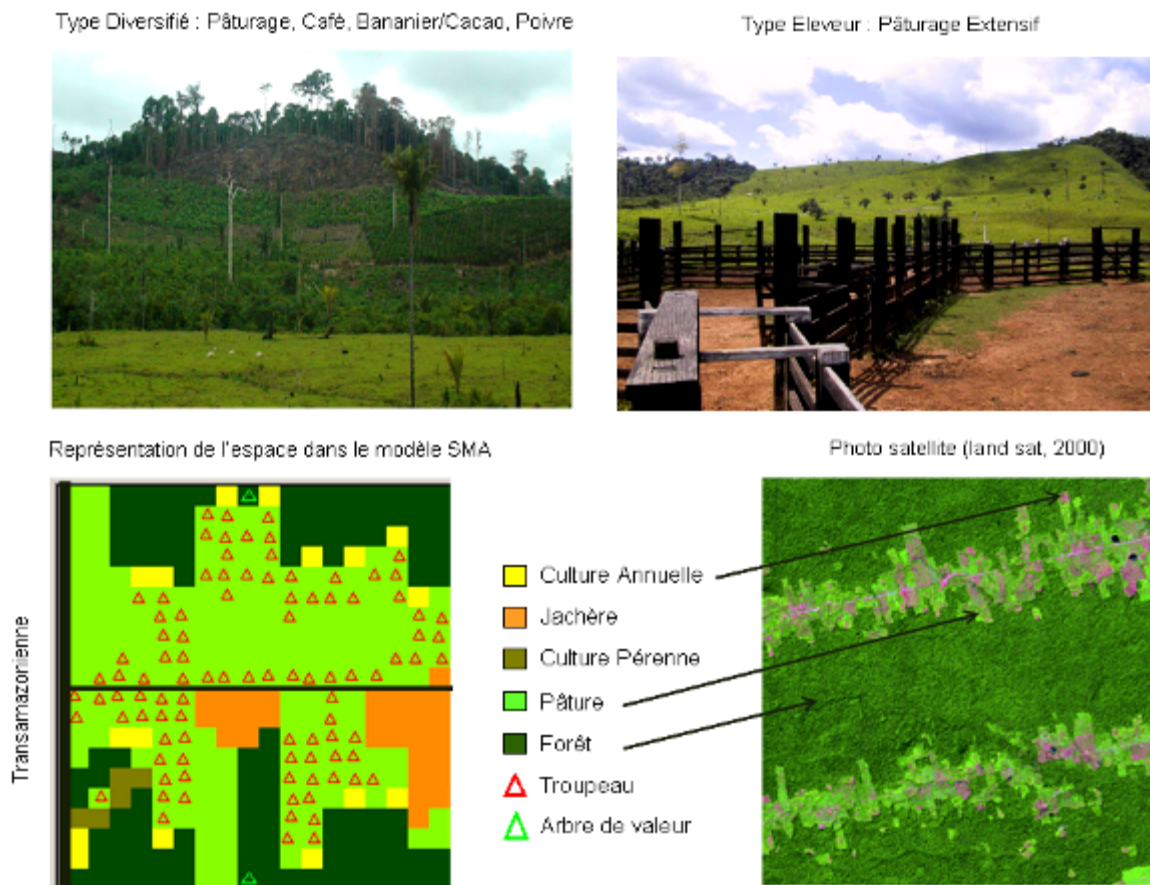 Type Diversifié : Pâturage, Café, Bananier/Cacao, Poivre
Type Eleveur : Pâturage Extensif
Représentation de l'espace dans le modèle SMA
Photo satellite (land sat, 2000)
Transamazonienne
Culture Annuelle
Jachère
Culture Pérenne
Pâture
Forêt
Troupeau
Arbre de valeur